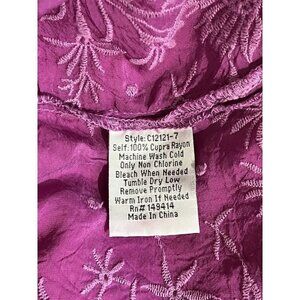 Style: C12121-7
Self: 100% Cupra Rayon
Machine Wash Cold
Only Non Chlorine
Bleach When Needed
Tumble Dry Low
Remove Promptly
Warm Iron If Needed
Rn# 149414
Made In China